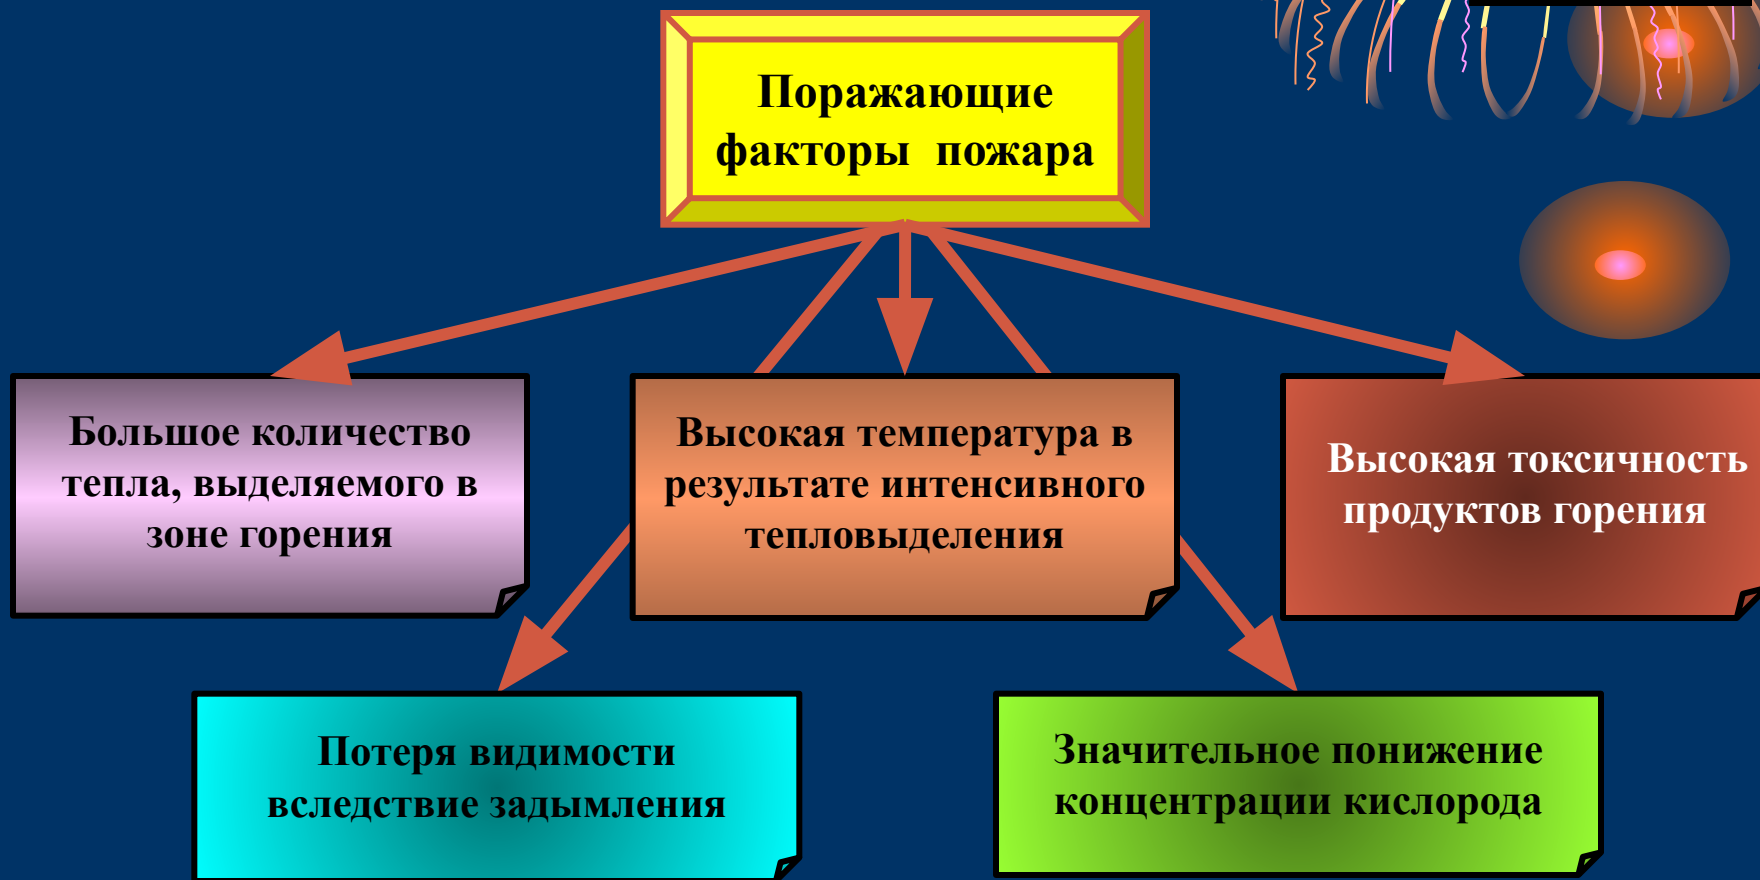 Поражающие
факторы пожара
Большое количество
тепла, выделяемого в
зоне горения
Высокая температура в
результате интенсивного
тепловыделения
Высокая токсичность
продуктов горения
Потеря видимости
вследствие задымления
Значительное понижение
концентрации кислорода